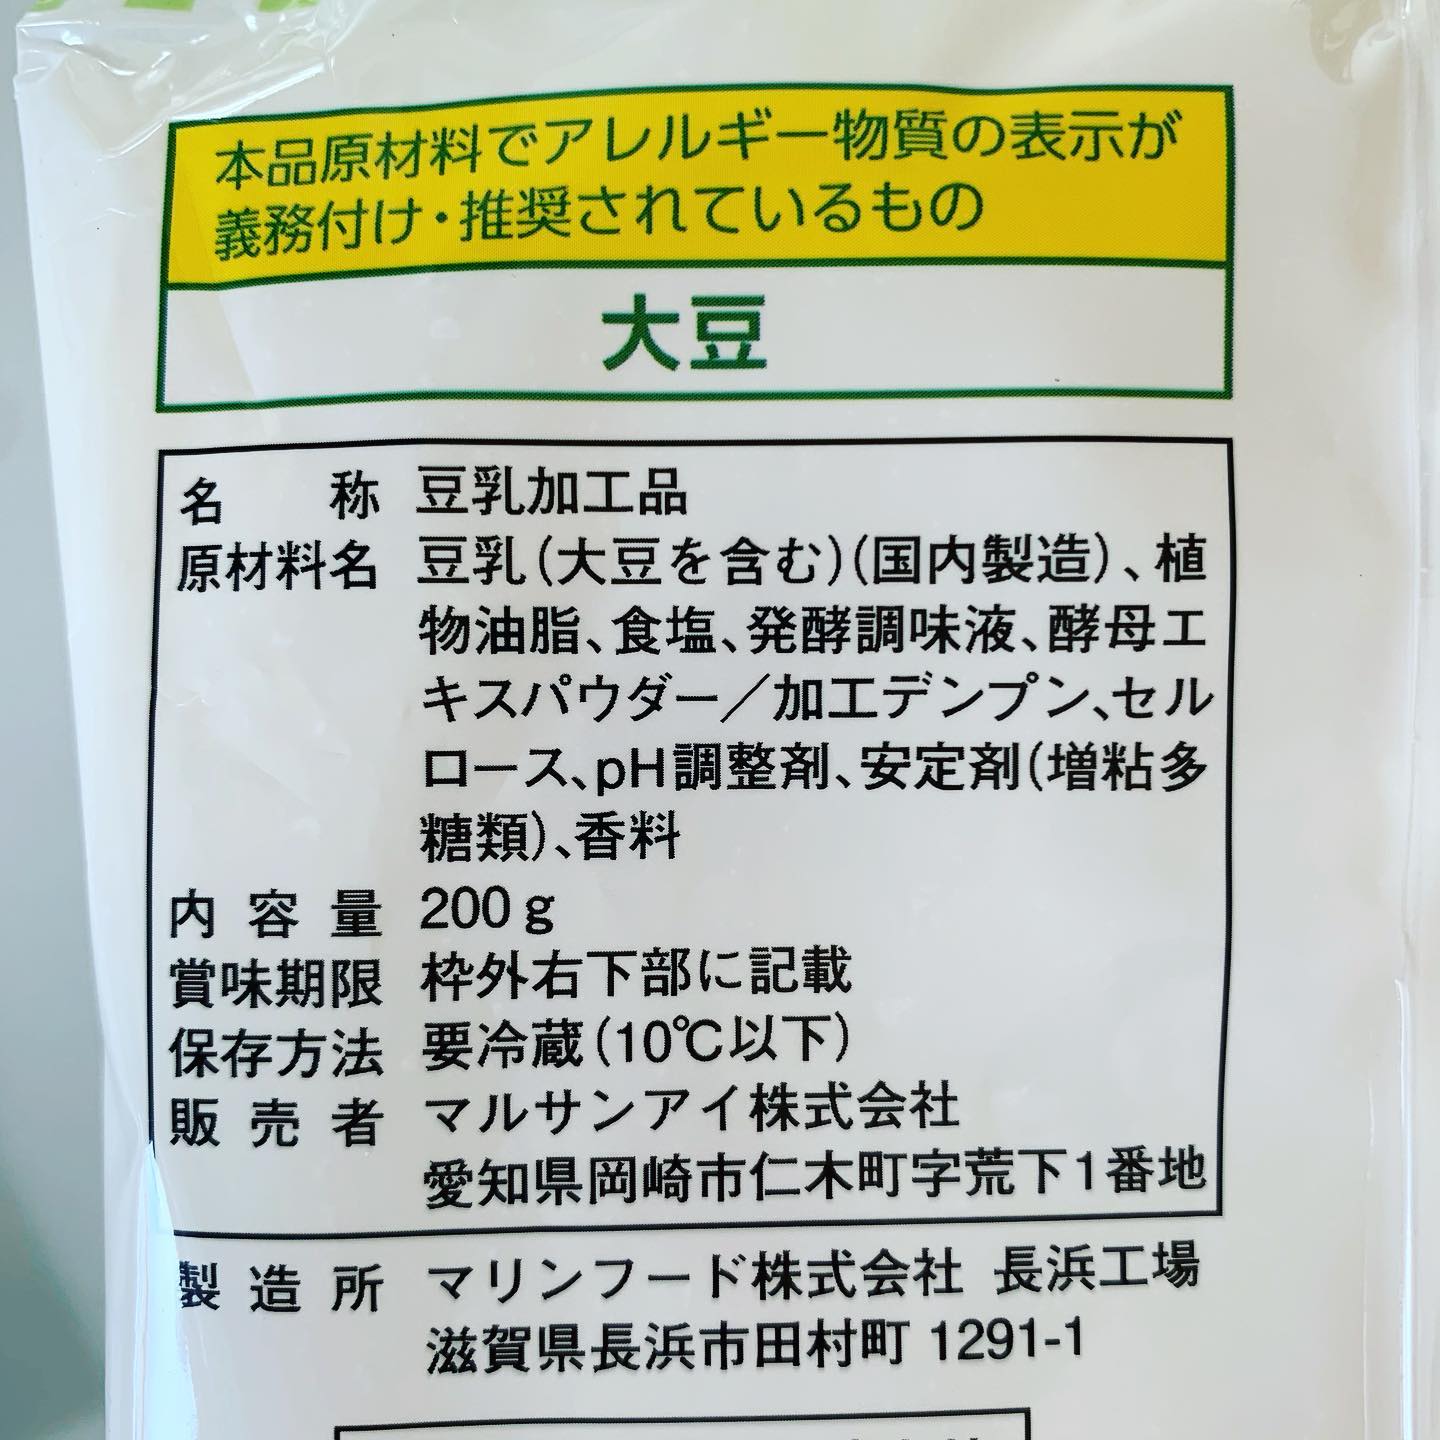 本品原材料でアレルギー物質の表示が
義務付け・推奨されているもの
大豆
名称 豆乳加工品
原材料名 豆乳(大豆を含む)(国内製造)、植
物油脂、食塩、発酵調味液、酵母エ
キスパウダー／加工デンプン、セル
ロース、pH調整剤、安定剤(増粘多
糖類)、香料
内容量 200g
賞味期限 枠外右下部に記載
保存方法 要冷蔵(10℃以下)
販売者 マルサンアイ株式会社
愛知県岡崎市仁木町字荒下1番地
製造所 マリンフード株式会社 長浜工場
滋賀県長浜市田村町 1291-1